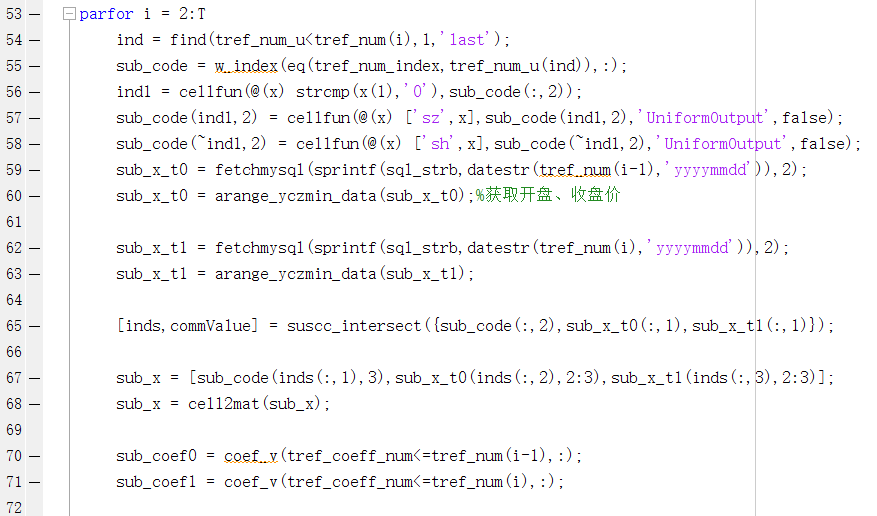 53 parfor i = 2:T
54 ind = find(tref_num_u<tref_num(i),1,'last');
55 sub_code = w_index(eq(tref_num_index,tref_num_u(ind)),:);
56 ind1 = cellfun(@(x) strcmp(x(1),'0'),sub_code(:,2));
57 sub_code(ind1,2) = cellfun(@(x) ['sz',x],sub_code(ind1,2),'UniformOutput',false);
58 sub_code(~ind1,2) = cellfun(@(x) ['sh',x],sub_code(~ind1,2),'UniformOutput',false);
59 sub_x_t0 = fetchmysql(sprintf(sql_strb,datestr(tref_num(i-1),'yyyymmdd')),2);
60 sub_x_t0 = arange_yczmin_data(sub_x_t0);%获取开盘、收盘价
61
62 sub_x_t1 = fetchmysql(sprintf(sql_strb,datestr(tref_num(i),'yyyymmdd')),2);
63 sub_x_t1 = arange_yczmin_data(sub_x_t1);
64
65 [inds,commValue] = suscc_intersect({sub_code(:,2),sub_x_t0(:,1),sub_x_t1(:,1)});
66
67 sub_x = [sub_code(inds(:,1),3),sub_x_t0(inds(:,2),2:3),sub_x_t1(inds(:,3),2:3)];
68 sub_x = cell2mat(sub_x);
69
70 sub_coef0 = coef_v(tref_coeff_num<=tref_num(i-1),:);
71 sub_coef1 = coef_v(tref_coeff_num<=tref_num(i),:);
72